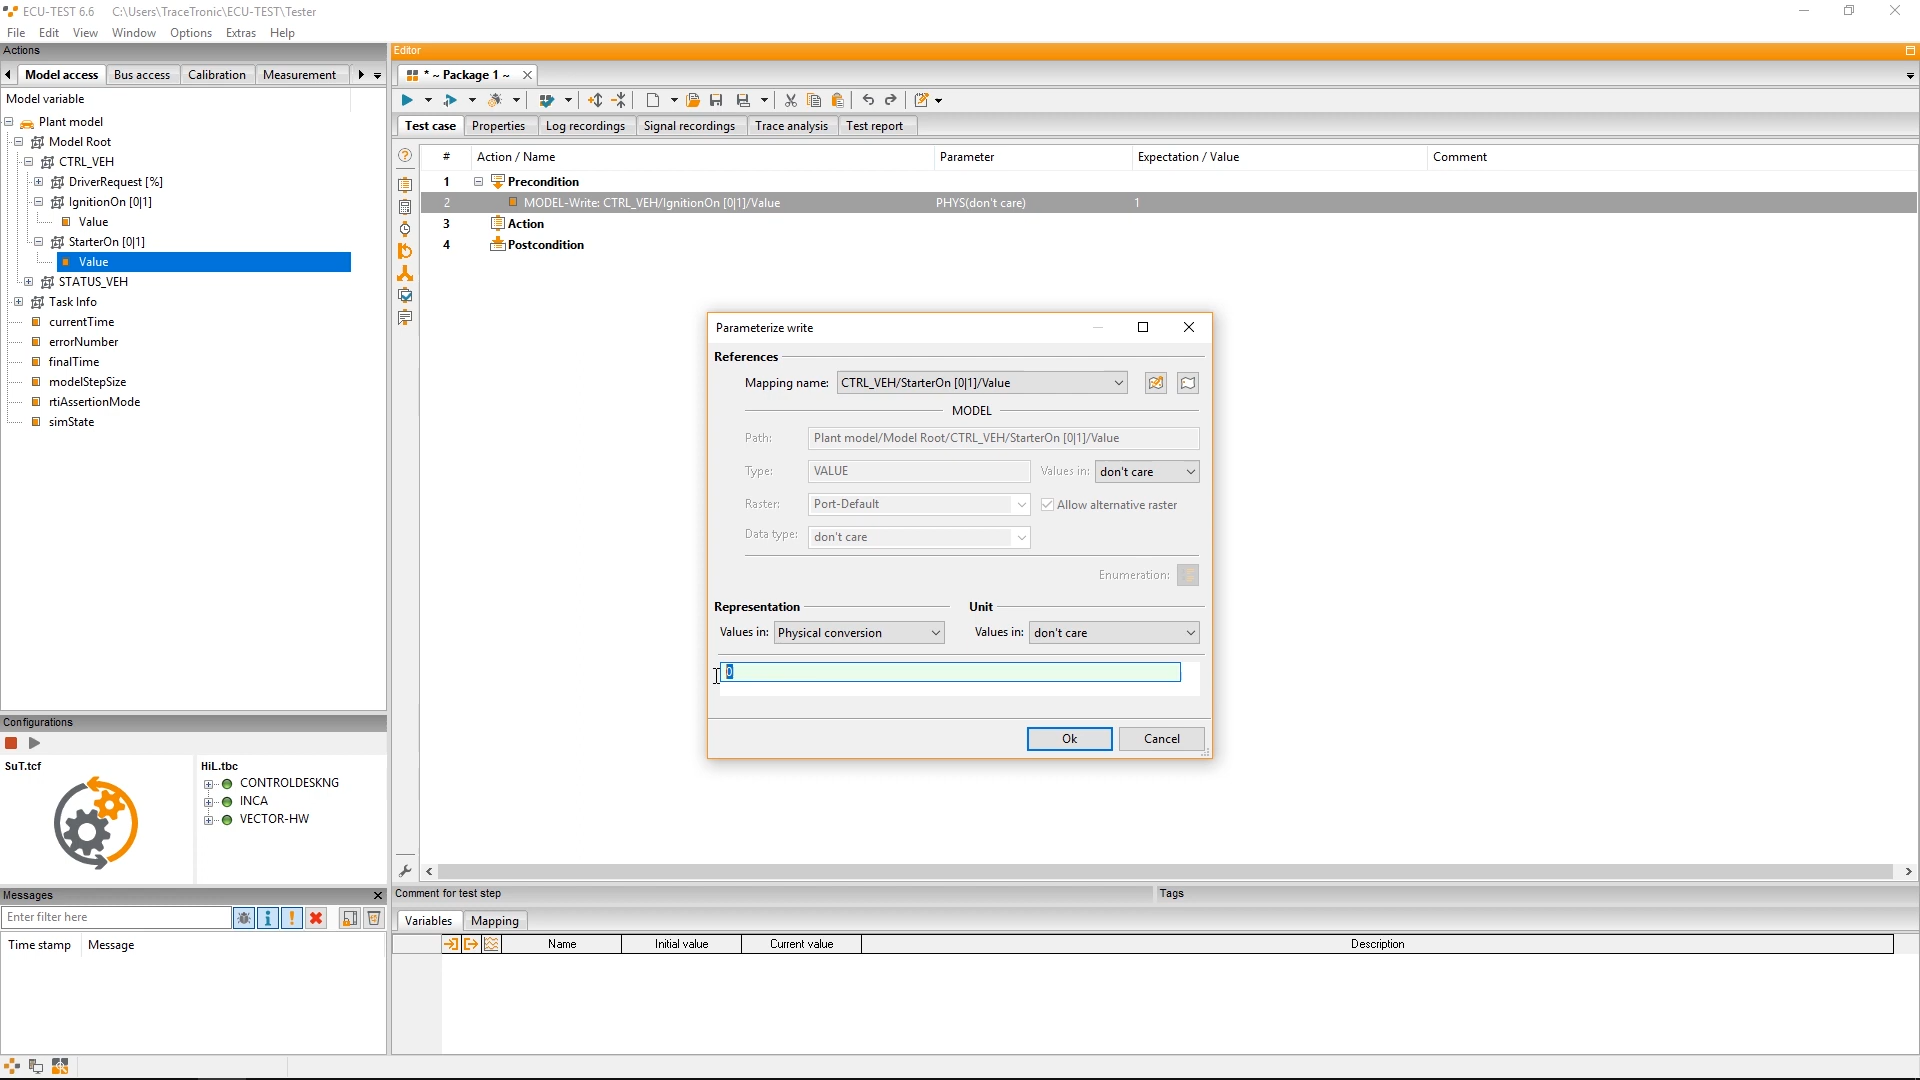 ECU-TEST 6.6 C:\Users\TraceTronic\ECU-TEST\Tester
File Edit View Window Options Extras Help
Actions
Model access Bus access Calibration Measurement
Model variable
Plant model
Model Root
CTRL_VEH
DriverRequest [%]
IgnitionOn [0|1]
Value
StarterOn [0|1]
Value
STATUS_VEH
Task Info
currentTime
errorNumber
finalTime
modelStepSize
rtiAssertionMode
simState
Configurations
SuT.tcf
HiL.tbc
CONTROLDESKNG
INCA
VECTOR-HW
Messages
Enter filter here
Time stamp Message
Editor
* ~ Package 1 ~
Test case Properties Log recordings Signal recordings Trace analysis Test report
# Action / Name Parameter Expectation / Value Comment
1 Precondition
2 MODEL-Write: CTRL_VEH/IgnitionOn [0|1]/Value PHYS(don't care) 1
3 Action
4 Postcondition
Parameterize write
References
Mapping name: CTRL_VEH/StarterOn [0|1]/Value
MODEL
Path: Plant model/Model Root/CTRL_VEH/StarterOn [0|1]/Value
Type: VALUE Values in: don't care
Raster: Port-Default Allow alternative raster
Data type: don't care
Enumeration:
Representation Unit
Values in: Physical conversion Values in: don't care
0
Ok Cancel
Comment for test step Tags
Variables Mapping
Name Initial value Current value Description